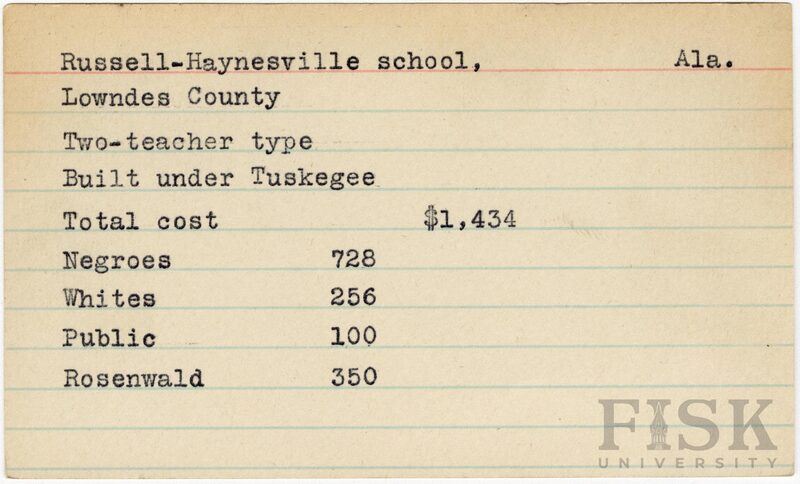 Russell-Haynesville school, Ala.
Lowndes County
Two-teacher type
Built under Tuskegee
Total cost $1,434
Negroes 728
Whites 256
Public 100
Rosenwald 350
FISK
UNIVERSITY